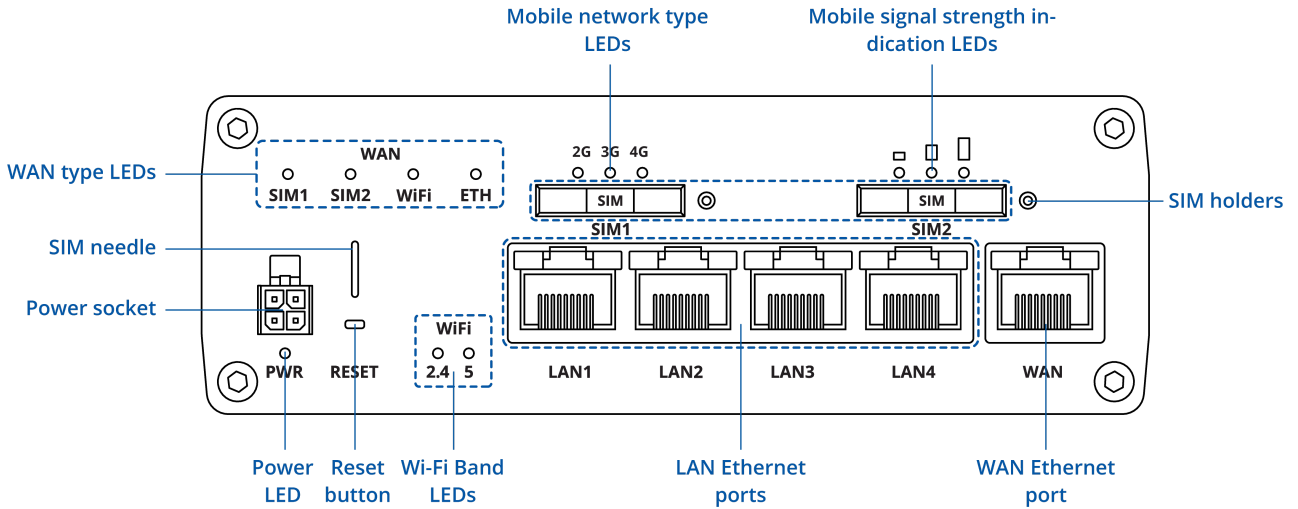 Mobile network type
LEDs
Mobile signal strength in-
dication LEDs
WAN type LEDs
WAN
SIM1 SIM2 WiFi ETH
2G 3G 4G
SIM
SIM
SIM holders
SIM1
SIM2
SIM needle
Power socket
WiFi
2.4 5
PWR
RESET
LAN1
LAN2
LAN3
LAN4
WAN
Power
LED
Reset
button
Wi-Fi Band
LEDs
LAN Ethernet
ports
WAN Ethernet
port